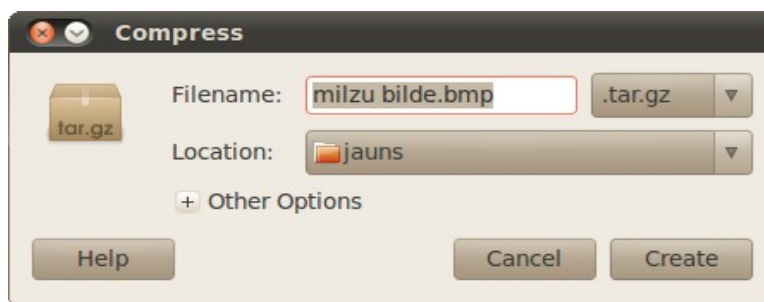 Compress
Filename: milzu bilde.bmp .tar.gz
tar.gz
Location: jauns
+ Other Options
Help Cancel Create